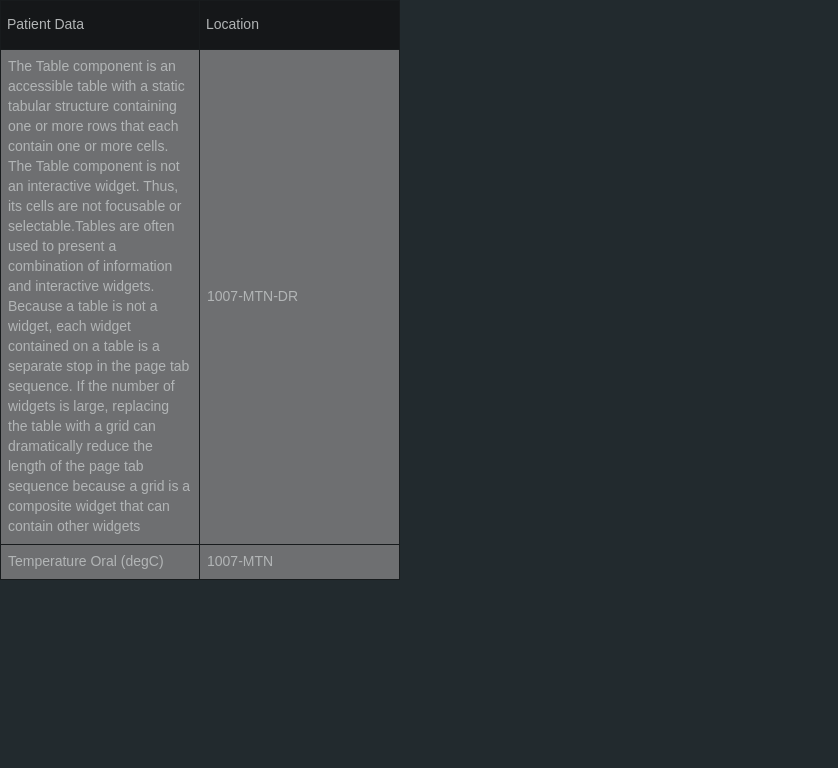 Patient Data
Location
The Table component is an
accessible table with a static
tabular structure containing
one or more rows that each
contain one or more cells.
The Table component is not
an interactive widget. Thus,
its cells are not focusable or
selectable.Tables are often
used to present a
combination of information
and interactive widgets.
Because a table is not a
widget, each widget
contained on a table is a
separate stop in the page tab
sequence. If the number of
widgets is large, replacing
the table with a grid can
dramatically reduce the
length of the page tab
sequence because a grid is a
composite widget that can
contain other widgets
1007-MTN-DR
Temperature Oral (degC)
1007-MTN